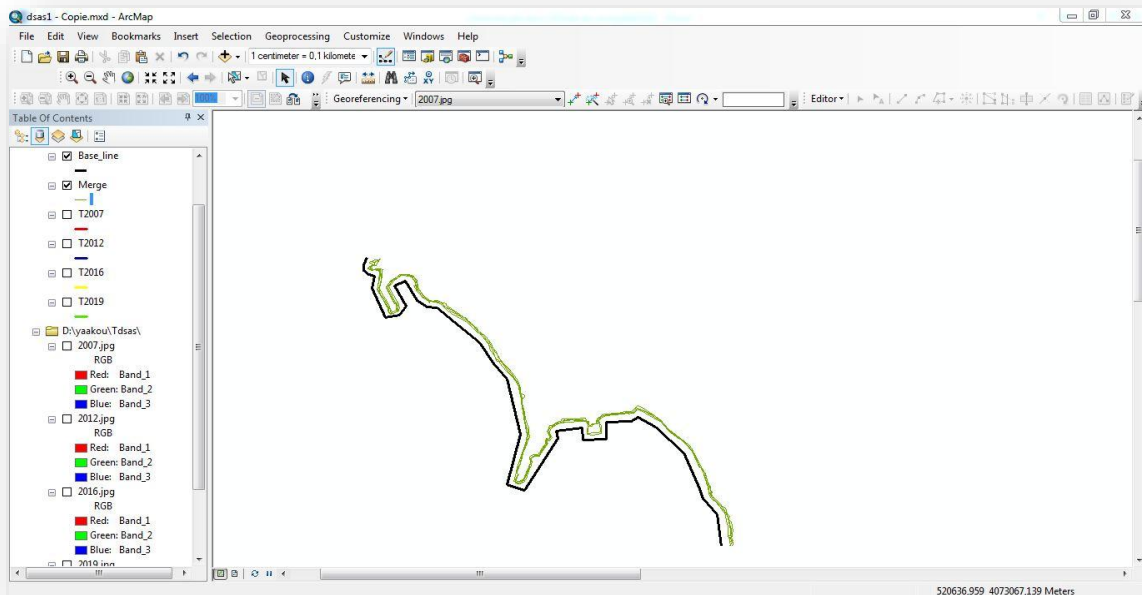 dsas1 - Copie.mxd - ArcMap
File Edit View Bookmarks Insert Selection Geoprocessing Customize Windows Help
1 centimeter = 0,1 kilomete
100% Georeferencing 2007.jpg Editor
Table Of Contents
Base_line
Merge
T2007
T2012
T2016
T2019
D:\yaakou\Tdsas\
2007.jpg
RGB
Red: Band_1
Green: Band_2
Blue: Band_3
2012.jpg
RGB
Red: Band_1
Green: Band_2
Blue: Band_3
2016.jpg
RGB
Red: Band_1
Green: Band_2
Blue: Band_3
2019.jpg
520636,959 4073067,139 Meters